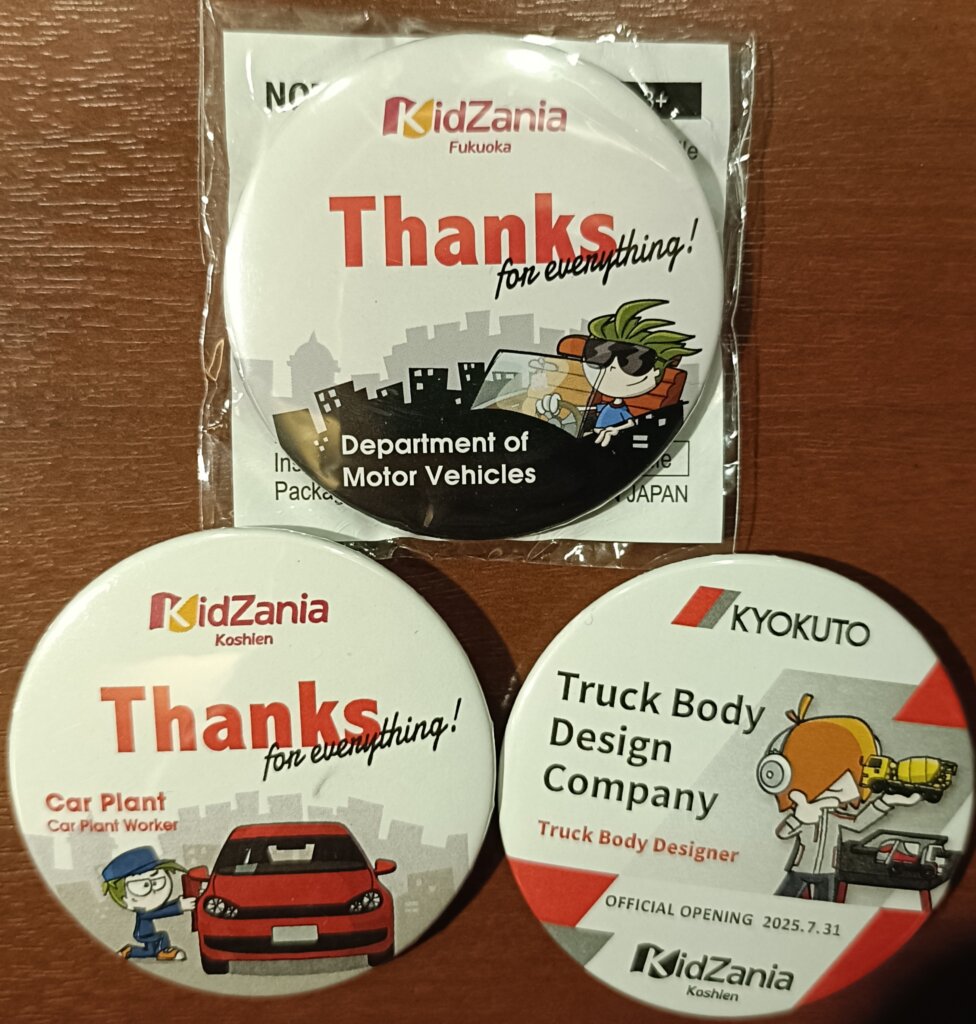 KidZania
Fukuoka
Thanks
for everything!
Department of
Motor Vehicles
3+
JAPAN
KidZania
Koshien
Thanks
for everything!
Car Plant
Car Plant Worker
KYOKUTO
Truck Body
Design
Company
Truck Body Designer
OFFICIAL OPENING 2025.7.31
KidZania
Koshien